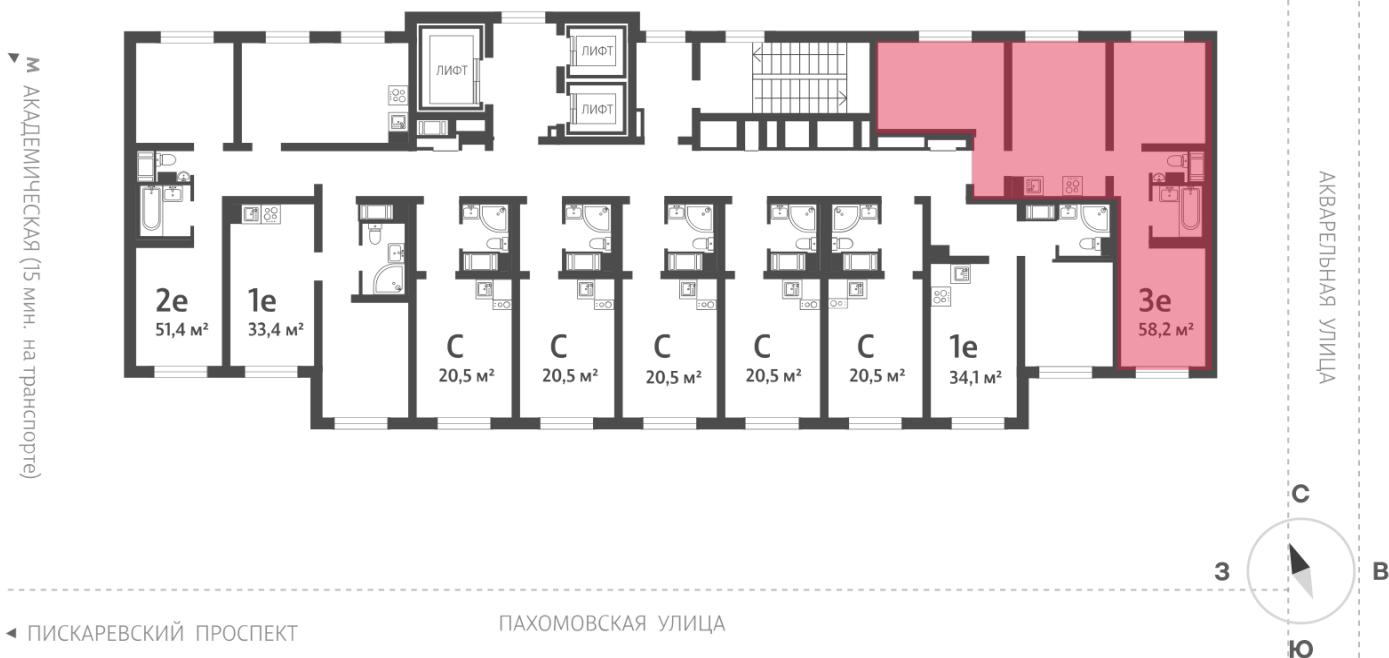 ЛИФТ
ЛИФТ
ЛИФТ
м АКАДЕМИЧЕСКАЯ (15 мин. на транспорте)
АКВАРЕЛЬНАЯ УЛИЦА
2е
51,4 м²
1е
33,4 м²
С
20,5 м²
С
20,5 м²
С
20,5 м²
С
20,5 м²
С
20,5 м²
1е
34,1 м²
3е
58,2 м²
С
З
В
Ю
ПИСКАРЕВСКИЙ ПРОСПЕКТ
ПАХОМОВСКАЯ УЛИЦА